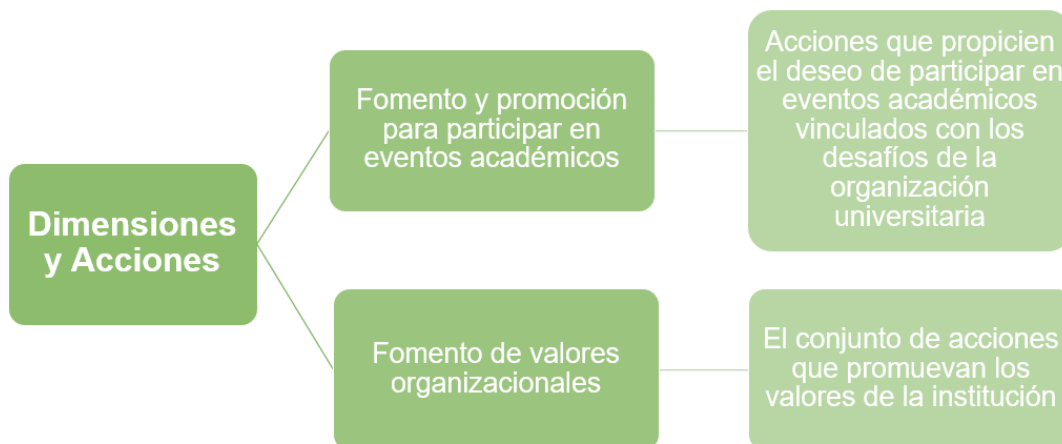 Dimensiones
y Acciones
Fomento y promoción
para participar en
eventos académicos
Acciones que propicien
el deseo de participar en
eventos académicos
vinculados con los
desafíos de la
organización
universitaria
Fomento de valores
organizacionales
El conjunto de acciones
que promuevan los
valores de la institución